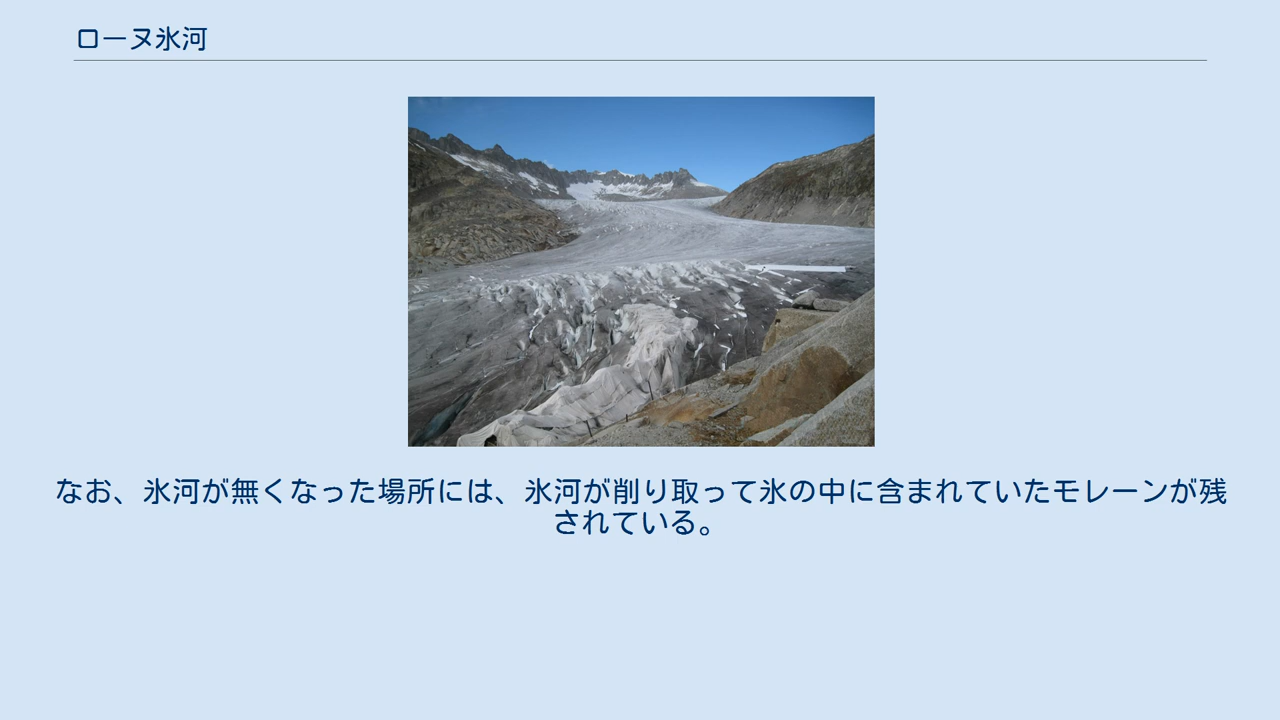 ローヌ氷河
なお、氷河が無くなった場所には、氷河が削り取って氷の中に含まれていたモレーンが残
されている。